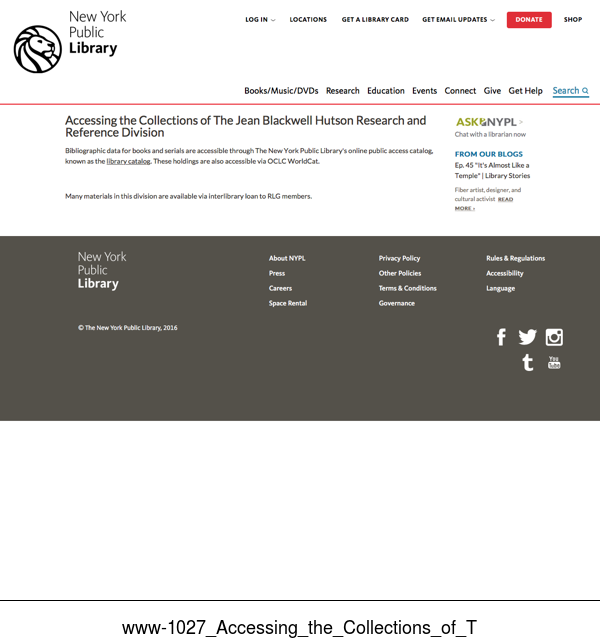 New York
Public
Library
LOG IN
LOCATIONS
GET A LIBRARY CARD
GET EMAIL UPDATES
DONATE
SHOP
Books/Music/DVDs Research Education Events Connect Give Get Help Search
Accessing the Collections of The Jean Blackwell Hutson Research and
Reference Division
Bibliographic data for books and serials are accessible through The New York Public Library's online public access catalog,
known as the library catalog. These holdings are also accessible via OCLC WorldCat.
Many materials in this division are available via interlibrary loan to RLG members.
ASK NYPL >
Chat with a librarian now
FROM OUR BLOGS
Ep. 45 "It's Almost Like a
Temple" | Library Stories
Fiber artist, designer, and
cultural activist READ
MORE ›
New York
Public
Library
About NYPL
Press
Careers
Space Rental
Privacy Policy
Other Policies
Terms & Conditions
Governance
Rules & Regulations
Accessibility
Language
© The New York Public Library, 2016
You
Tube
www-1027_Accessing_the_Collections_of_T